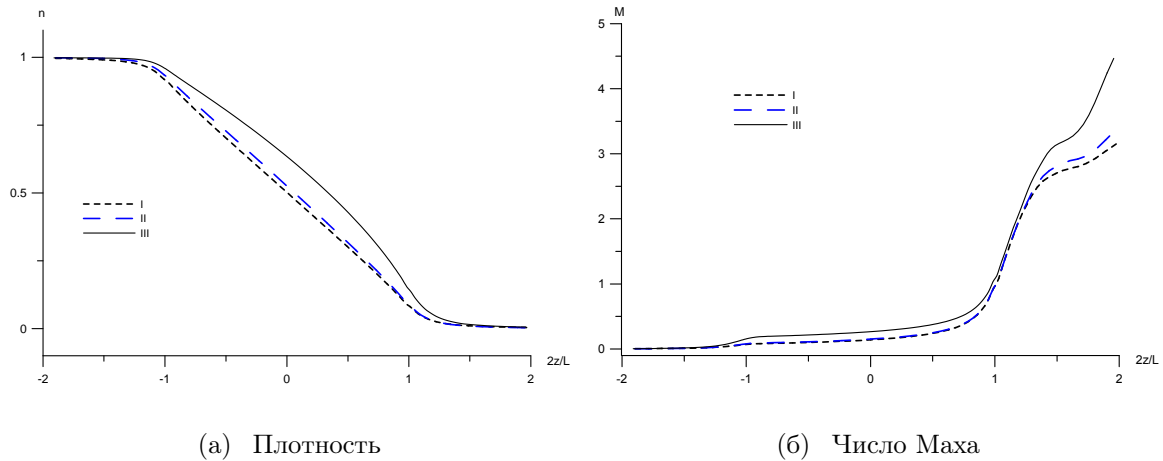 n
1
0.5
0
-2 -1 0 1 2
2z/L
I
II
III
M
5
4
3
2
1
0
-2 -1 0 1 2
2z/L
I
II
III
(а) Плотность
(б) Число Маха